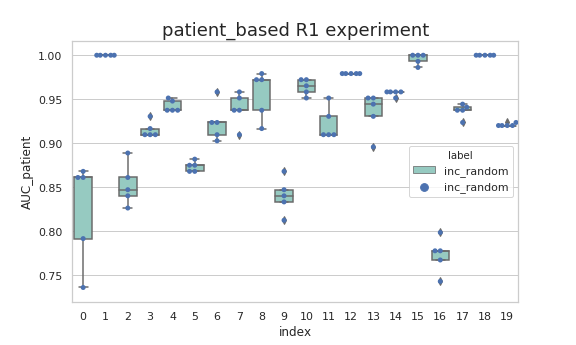 patient_based R1 experiment
AUC_patient
1.00
0.95
0.90
0.85
0.80
0.75
label
inc_random
inc_random
0 1 2 3 4 5 6 7 8 9 10 11 12 13 14 15 16 17 18 19
index